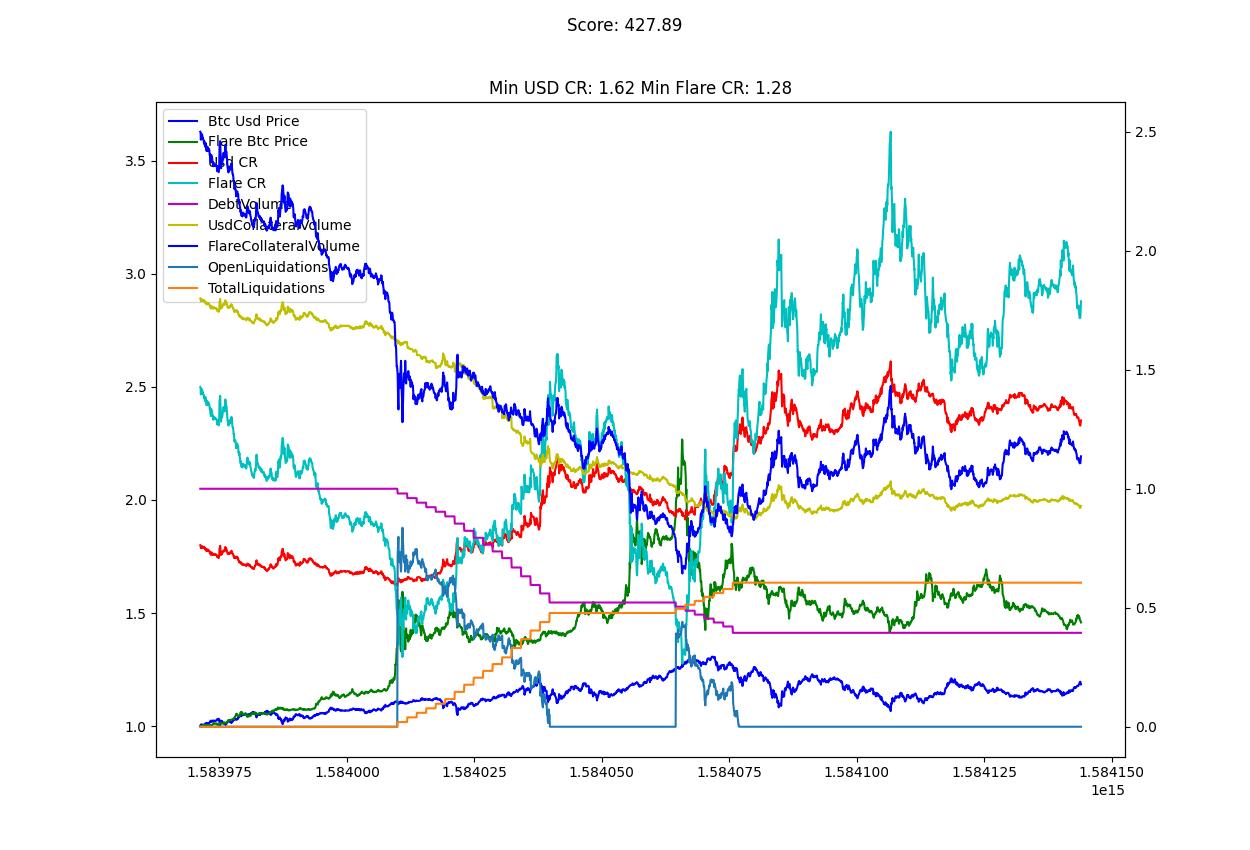 Score: 427.89
Min USD CR: 1.62 Min Flare CR: 1.28
Btc Usd Price
Flare Btc Price
Usd CR
Flare CR
DebtVolume
UsdCollateralVolume
FlareCollateralVolume
OpenLiquidations
TotalLiquidations
3.5
3.0
2.5
2.0
1.5
1.0
2.5
2.0
1.5
1.0
0.5
0.0
1.583975
1.584000
1.584025
1.584050
1.584075
1.584100
1.584125
1.584150
1e15